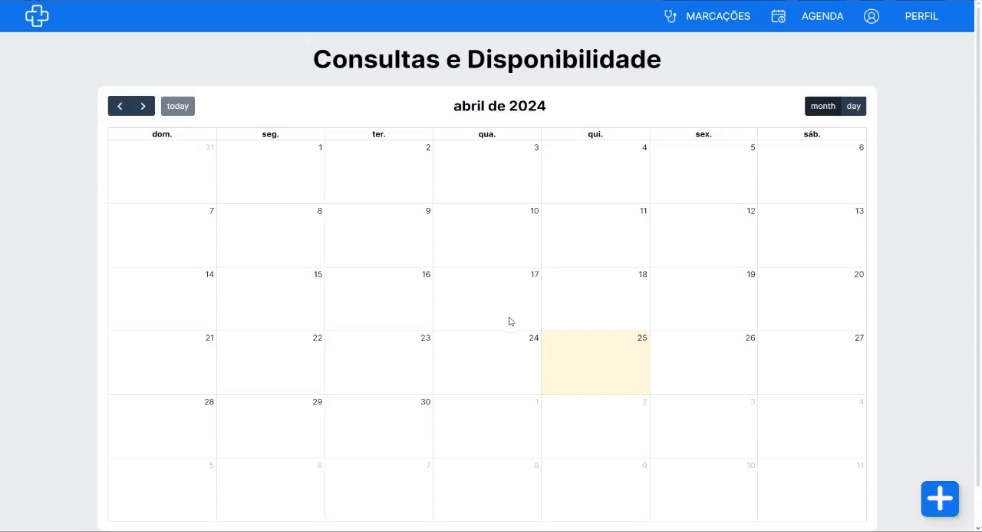 MARCAÇÕES AGENDA PERFIL
Consultas e Disponibilidade
today abril de 2024 month day
dom. seg. ter. qua. qui. sex. sáb.
31 1 2 3 4 5 6
7 8 9 10 11 12 13
14 15 16 17 18 19 20
21 22 23 24 25 26 27
28 29 30 1 2 3 4
5 6 7 8 9 10 11